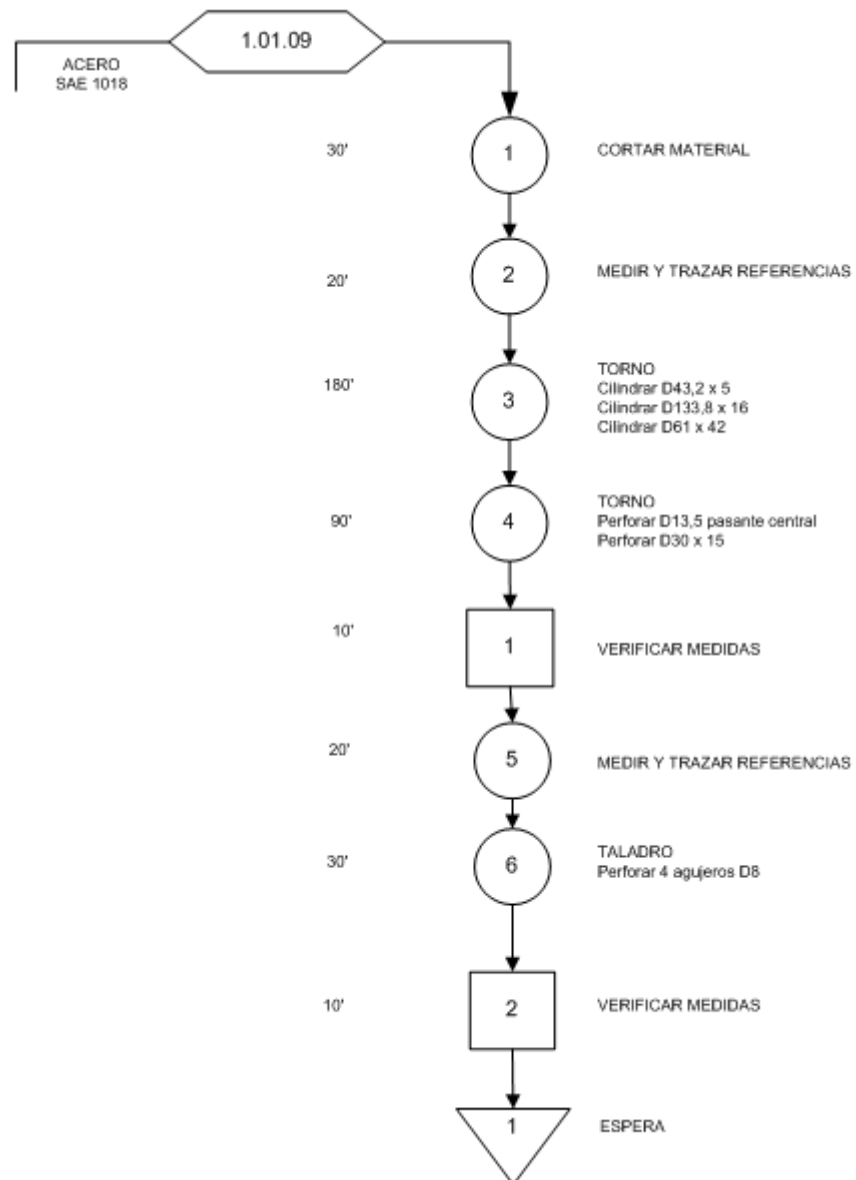 1.01.09
ACERO
SAE 1018
30'
1
CORTAR MATERIAL
20'
2
MEDIR Y TRAZAR REFERENCIAS
180'
3
TORNO
Cilindrar D43,2 x 5
Cilindrar D133,8 x 16
Cilindrar D61 x 42
90'
4
TORNO
Perforar D13,5 pasante central
Perforar D30 x 15
10'
1
VERIFICAR MEDIDAS
20'
5
MEDIR Y TRAZAR REFERENCIAS
30'
6
TALADRO
Perforar 4 agujeros D8
10'
2
VERIFICAR MEDIDAS
1
ESPERA